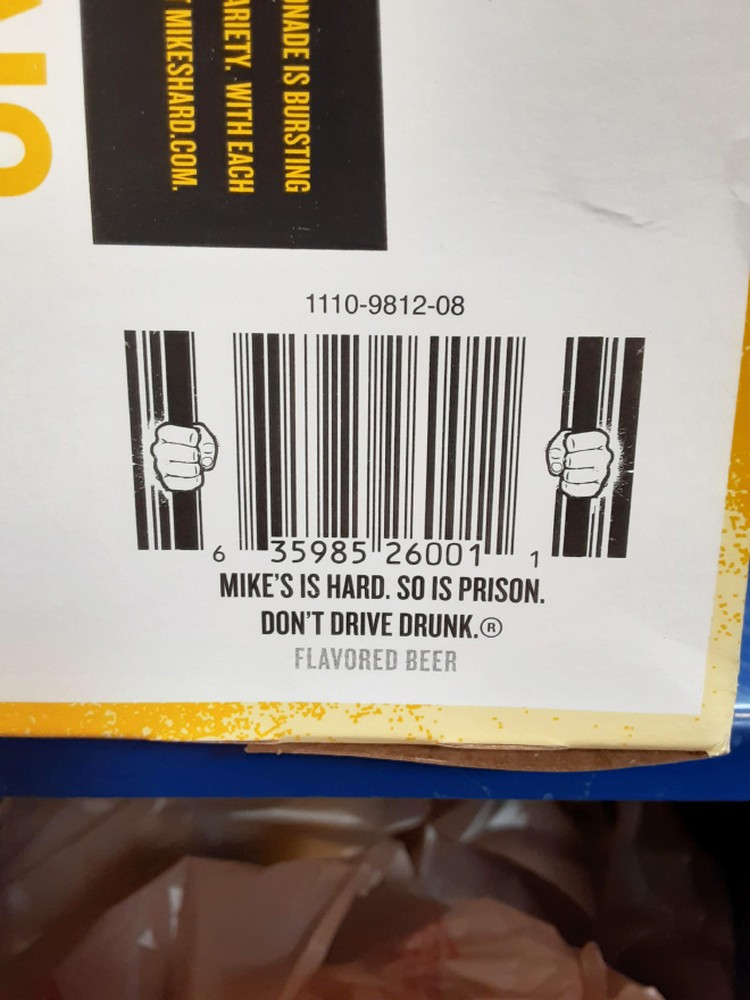 ONADE IS BURSTING
ARIETY. WITH EACH
T MIKESHARD.COM.
1110-9812-08
6 35985 26001 1
MIKE'S IS HARD. SO IS PRISON.
DON'T DRIVE DRUNK.®
FLAVORED BEER